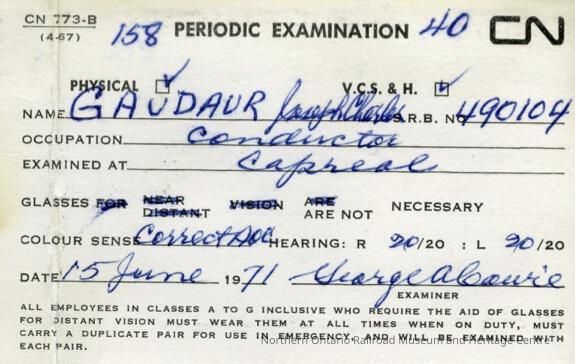 CN 773-B
(4-67)
158 PERIODIC EXAMINATION 40 CN
PHYSICAL V.C.S. & H.
NAME GAUDAUR Joseph Charles S.R.B. No 490104
OCCUPATION Conductor
EXAMINED AT Capreol
GLASSES FOR NEAR VISION ARE NECESSARY
DISTANT ARE NOT
COLOUR SENSE Correct HEARING: R 20/20 : L 20/20
DATE 15 June 1971 George A Cowie
EXAMINER
ALL EMPLOYEES IN CLASSES A TO G INCLUSIVE WHO REQUIRE THE AID OF GLASSES
FOR DISTANT VISION MUST WEAR THEM AT ALL TIMES WHEN ON DUTY, MUST
CARRY A DUPLICATE PAIR FOR USE IN EMERGENCY, AND WILL BE EXAMINED WITH
EACH PAIR.
Northern Ontario Railroad Museum and Heritage Centre